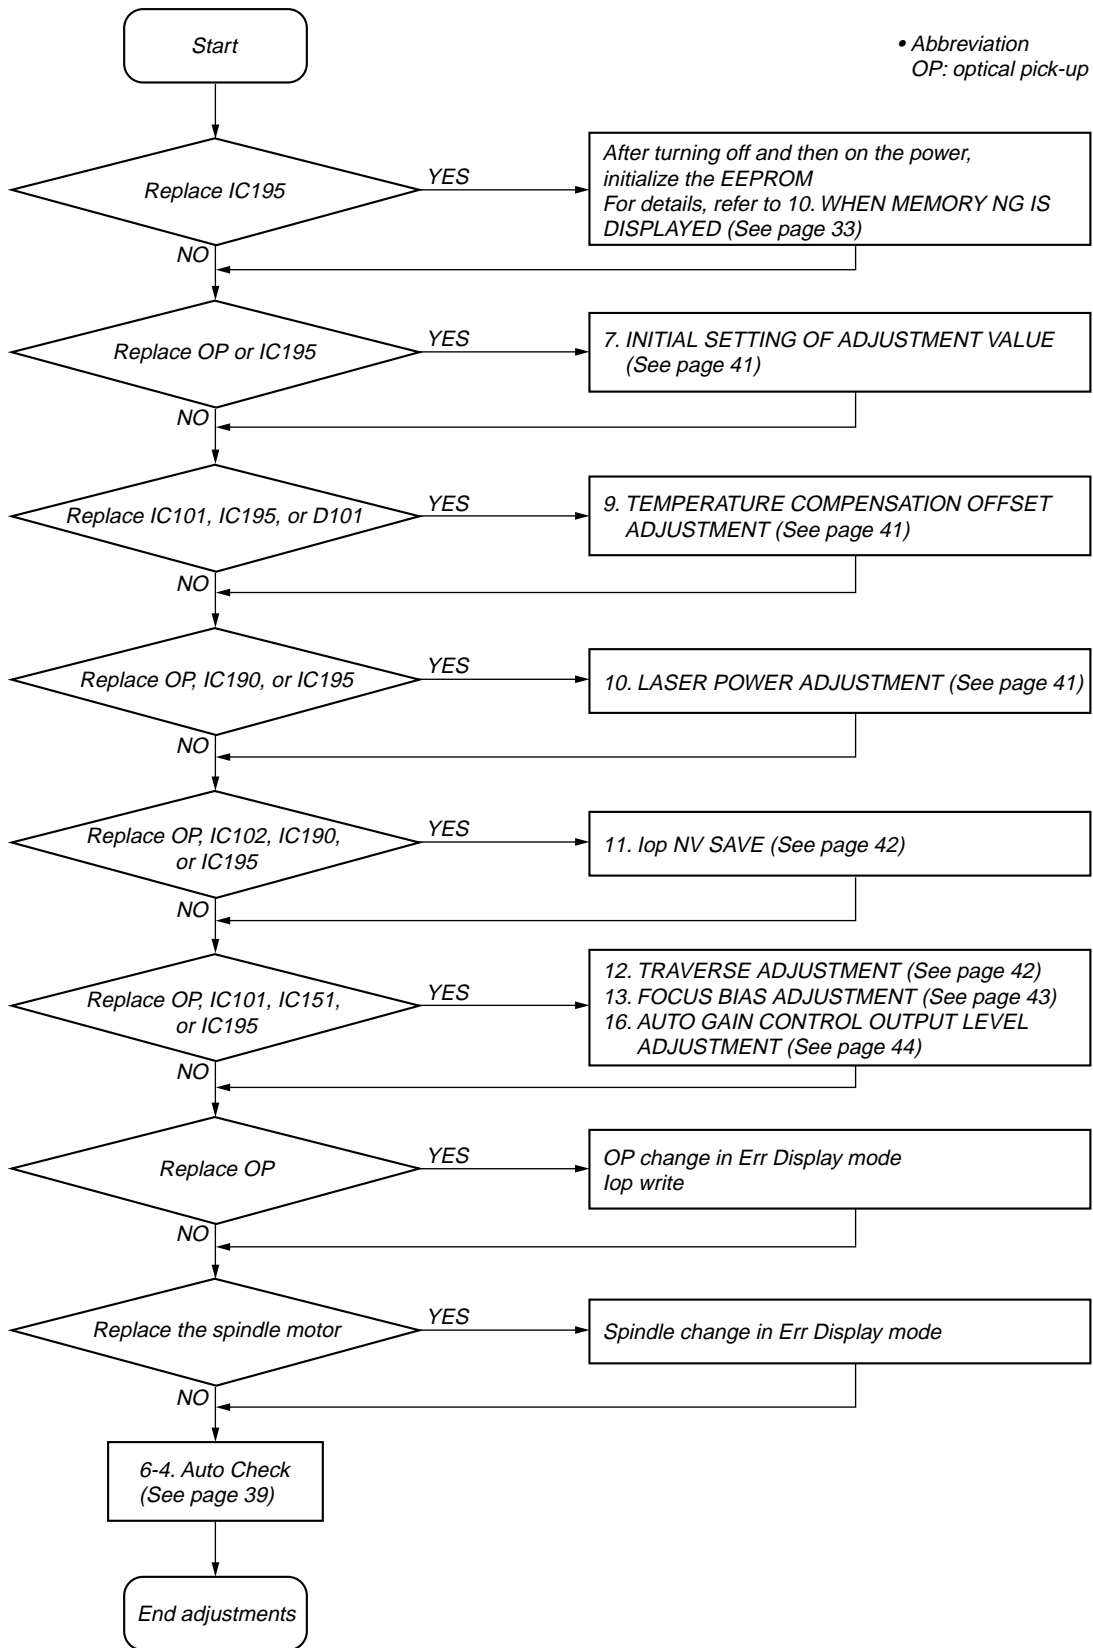 Start
• Abbreviation
OP: optical pick-up
Replace IC195
YES
After turning off and then on the power,
initialize the EEPROM
For details, refer to 10. WHEN MEMORY NG IS
DISPLAYED (See page 33)
NO
Replace OP or IC195
YES
7. INITIAL SETTING OF ADJUSTMENT VALUE
(See page 41)
NO
Replace IC101, IC195, or D101
YES
9. TEMPERATURE COMPENSATION OFFSET
ADJUSTMENT (See page 41)
NO
Replace OP, IC190, or IC195
YES
10. LASER POWER ADJUSTMENT (See page 41)
NO
Replace OP, IC102, IC190,
or IC195
YES
11. Iop NV SAVE (See page 42)
NO
Replace OP, IC101, IC151,
or IC195
YES
12. TRAVERSE ADJUSTMENT (See page 42)
13. FOCUS BIAS ADJUSTMENT (See page 43)
16. AUTO GAIN CONTROL OUTPUT LEVEL
ADJUSTMENT (See page 44)
NO
Replace OP
YES
OP change in Err Display mode
Iop write
NO
Replace the spindle motor
YES
Spindle change in Err Display mode
NO
6-4. Auto Check
(See page 39)
End adjustments